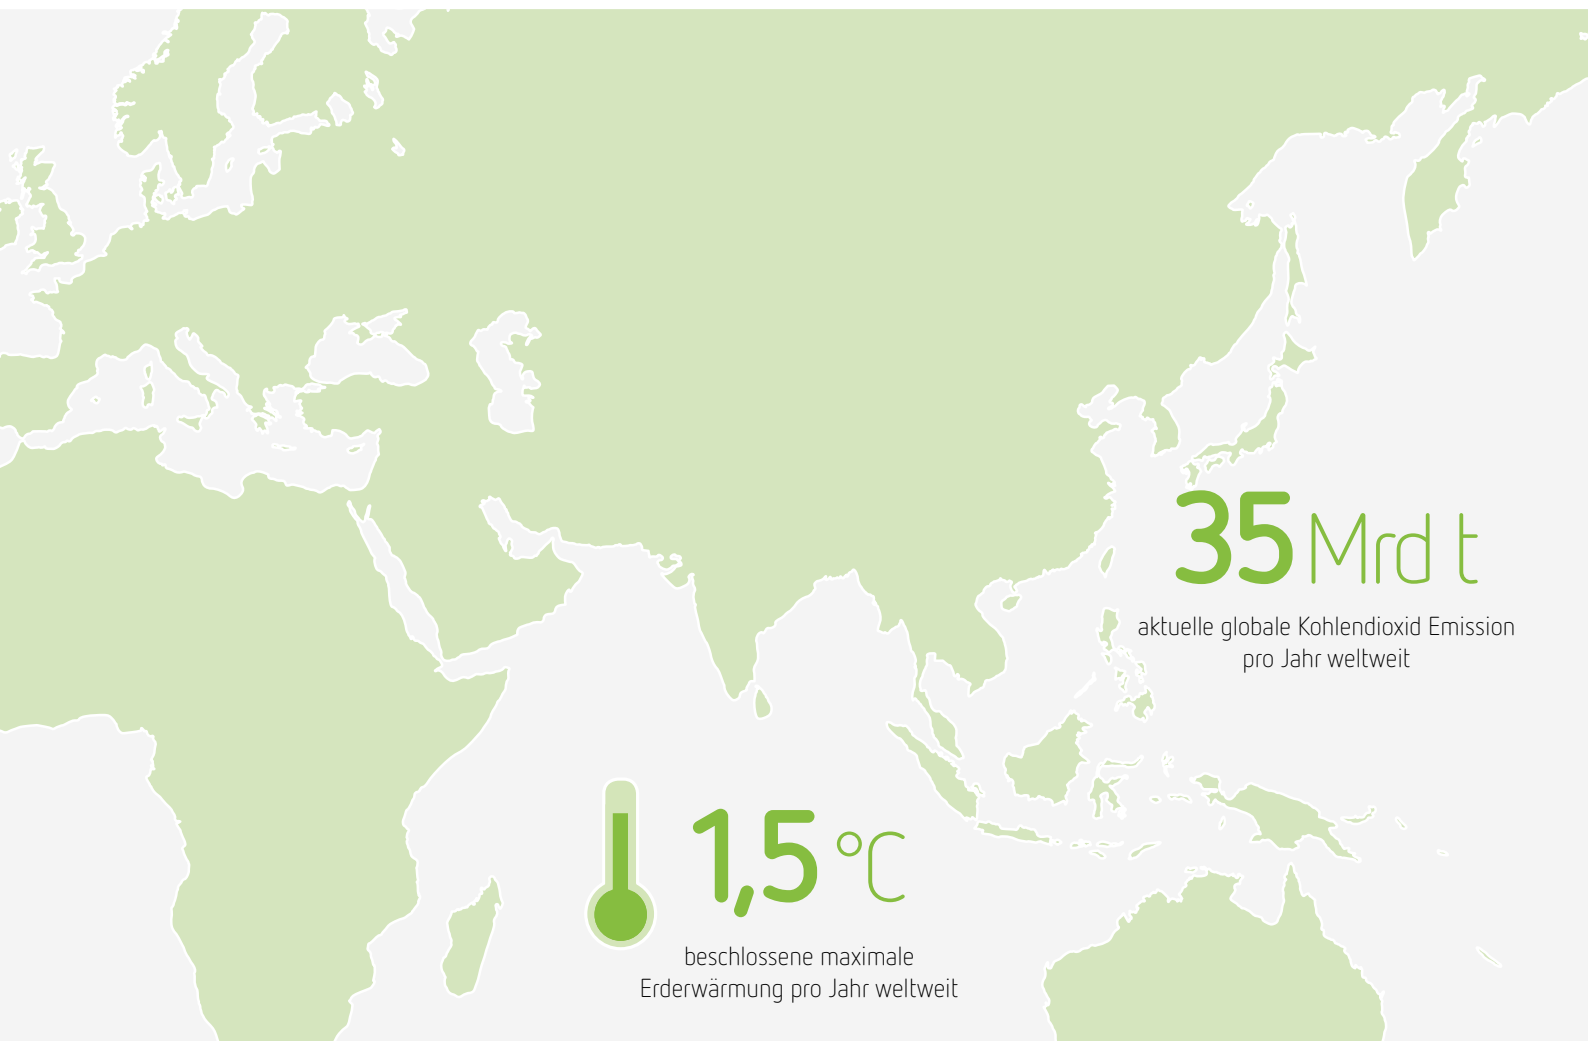 35 Mrd t
aktuelle globale Kohlendioxid Emission
pro Jahr weltweit
1,5 °C
beschlossene maximale
Erderwärmung pro Jahr weltweit